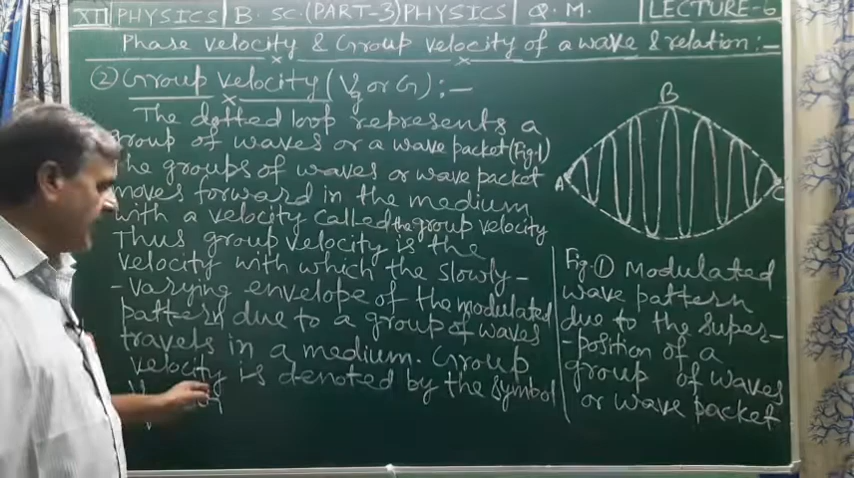 XII PHYSICS B. SC.(PART-3) PHYSICS Q. M. LECTURE-6
Phase velocity & Group velocity of a wave & relation:-
② Group velocity (Vg or G):-
The dotted loop represents a
group of waves or a wave packet (Fig.1)
The groups of waves or wave packet
moves forward in the medium
with a velocity called the group velocity
Thus group velocity is the
velocity with which the slowly-
-varying envelope of the modulated
pattern due to a group of waves
travels in a medium. Group
velocity is denoted by the symbol
B
A
C
Fig. ① Modulated
wave pattern
due to the Super-
-position of a
group of waves
or wave packet